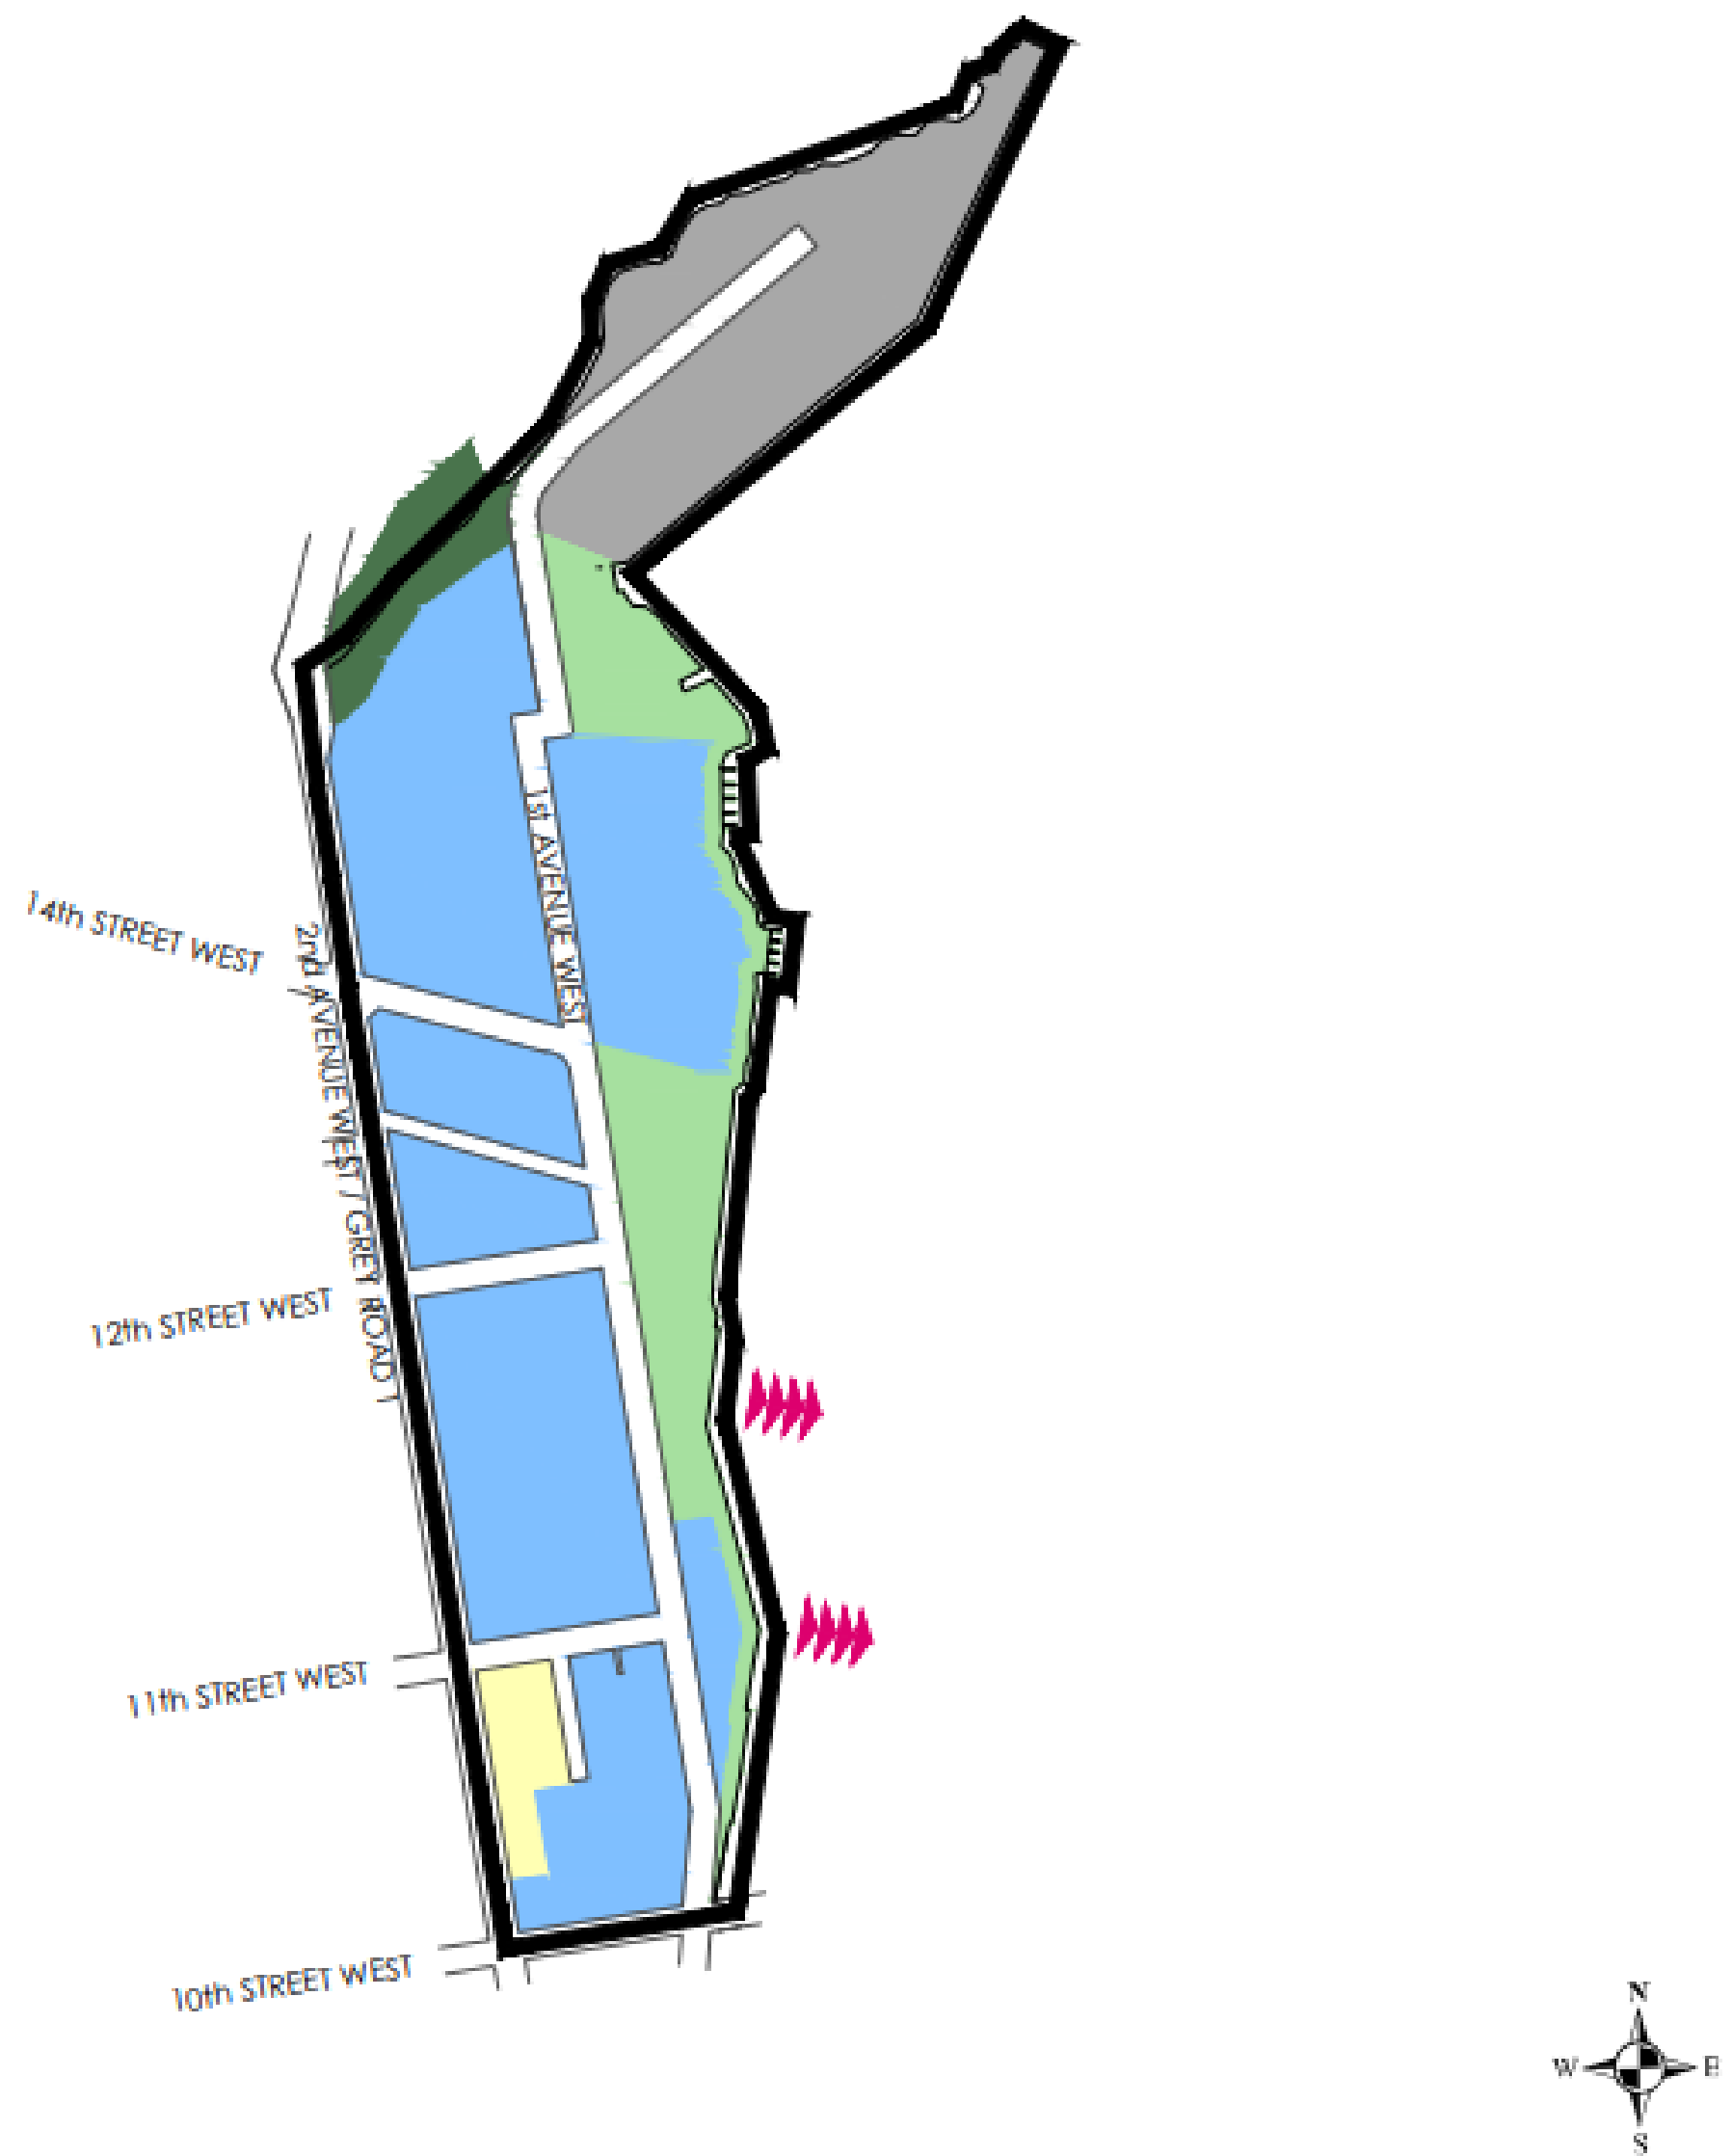 1st AVENUE WEST
14th STREET WEST
2nd AVENUE WEST / GREY ROAD 1
12th STREET WEST
11th STREET WEST
10th STREET WEST
N
W E
S